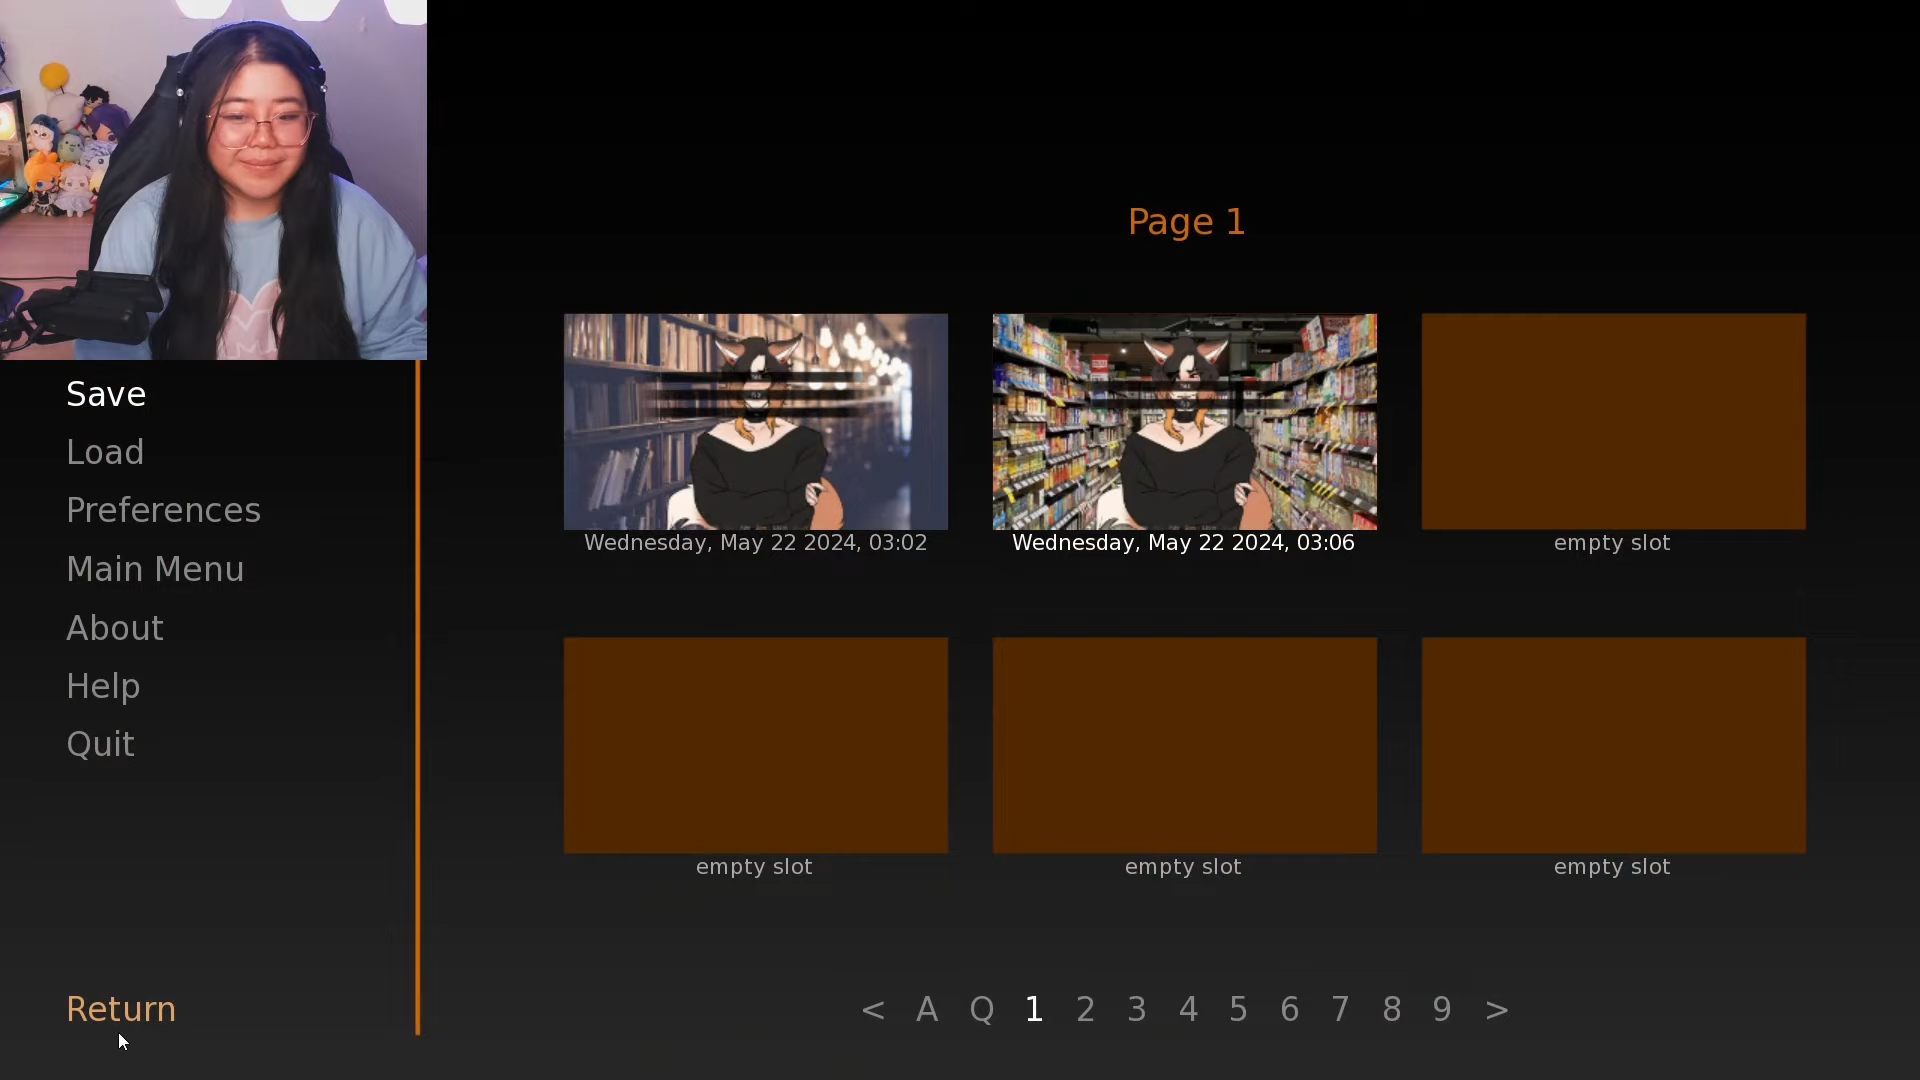 Page 1
Save
Load
Preferences
Main Menu
About
Help
Quit
Return
Wednesday, May 22 2024, 03:02
Wednesday, May 22 2024, 03:06
empty slot
empty slot
empty slot
empty slot
< A Q 1 2 3 4 5 6 7 8 9 >